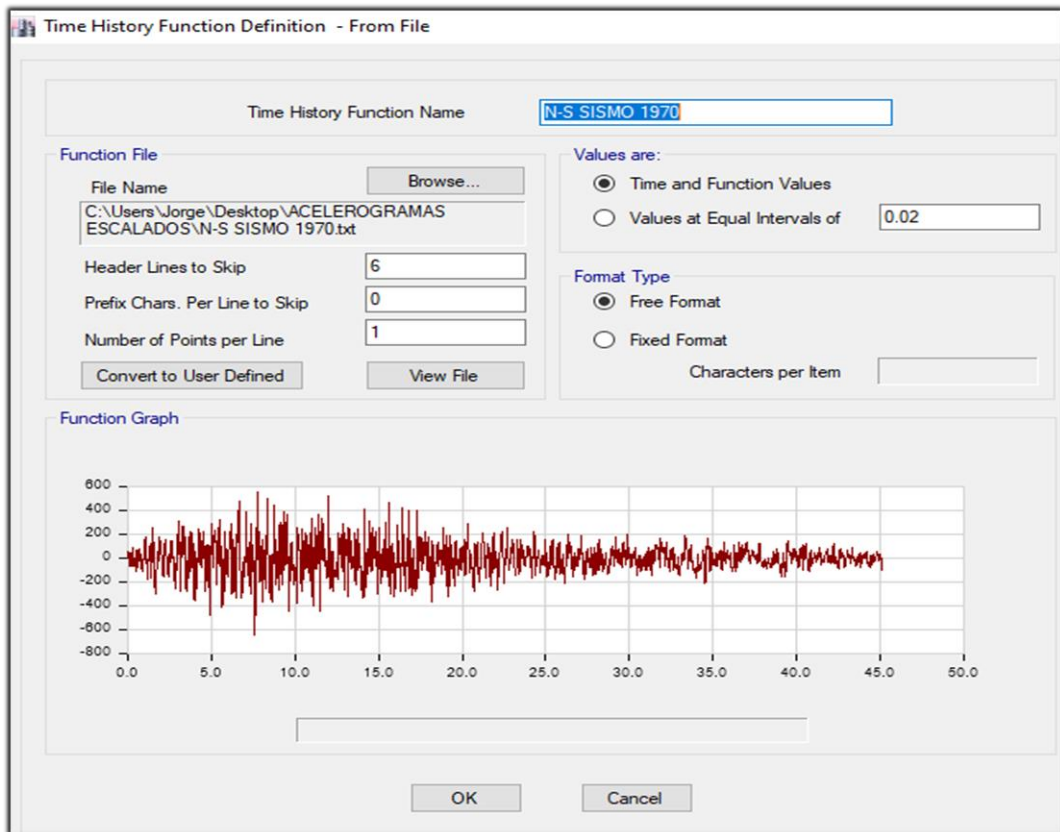 Time History Function Definition - From File
Time History Function Name
N-S SISMO 1970
Function File
File Name
Browse...
C:\Users\Jorge\Desktop\ACELEROGRAMAS
ESCALADOS\N-S SISMO 1970.txt
Header Lines to Skip
6
Prefix Chars. Per Line to Skip
0
Number of Points per Line
1
Convert to User Defined
View File
Values are:
Time and Function Values
Values at Equal Intervals of
0.02
Format Type
Free Format
Fixed Format
Characters per Item
Function Graph
600
400
200
0
-200
-400
-600
-800
0.0 5.0 10.0 15.0 20.0 25.0 30.0 35.0 40.0 45.0 50.0
OK
Cancel